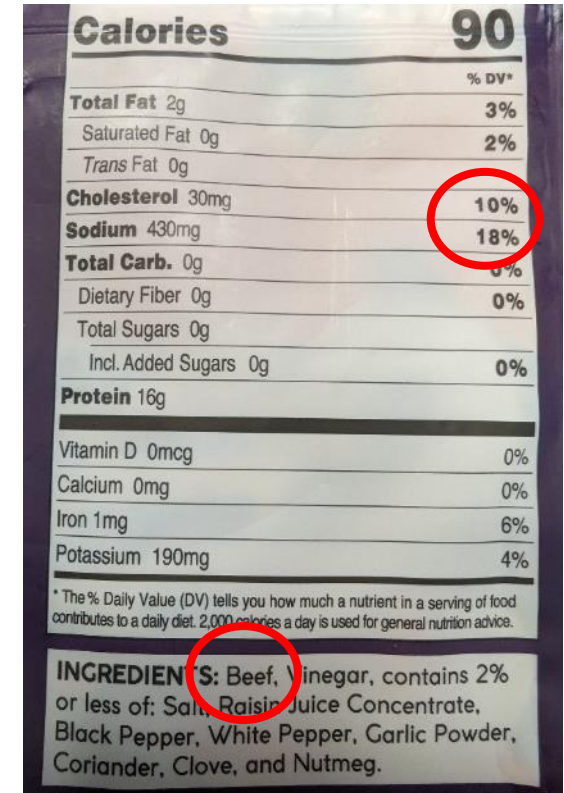 Calories 90
% DV*
Total Fat 2g 3%
Saturated Fat 0g 2%
Trans Fat 0g
Cholesterol 30mg 10%
Sodium 430mg 18%
Total Carb. 0g 0%
Dietary Fiber 0g 0%
Total Sugars 0g
Incl. Added Sugars 0g 0%
Protein 16g
Vitamin D 0mcg 0%
Calcium 0mg 0%
Iron 1mg 6%
Potassium 190mg 4%
* The % Daily Value (DV) tells you how much a nutrient in a serving of food
contributes to a daily diet. 2,000 calories a day is used for general nutrition advice.
INGREDIENTS: Beef, Vinegar, contains 2%
or less of: Salt, Raisin Juice Concentrate,
Black Pepper, White Pepper, Garlic Powder,
Coriander, Clove, and Nutmeg.